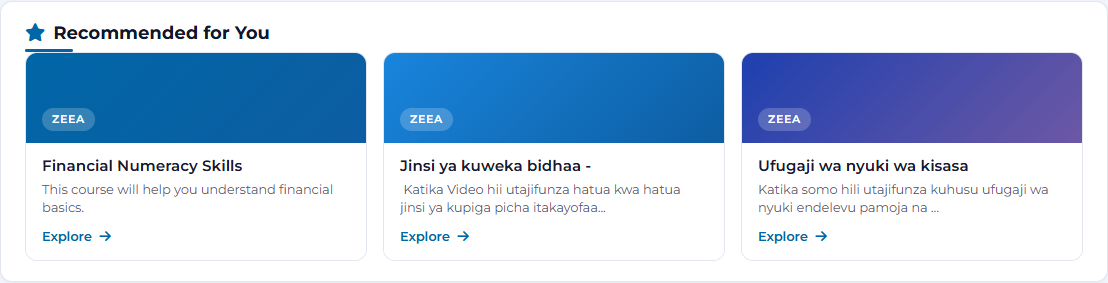 Recommended for You
ZEEA
Financial Numeracy Skills
This course will help you understand financial
basics.
Explore →
ZEEA
Jinsi ya kuweka bidhaa -
Katika Video hii utajifunza hatua kwa hatua
jinsi ya kupiga picha itakayofaa...
Explore →
ZEEA
Ufugaji wa nyuki wa kisasa
Katika somo hili utajifunza kuhusu ufugaji wa
nyuki endelevu pamoja na ...
Explore →